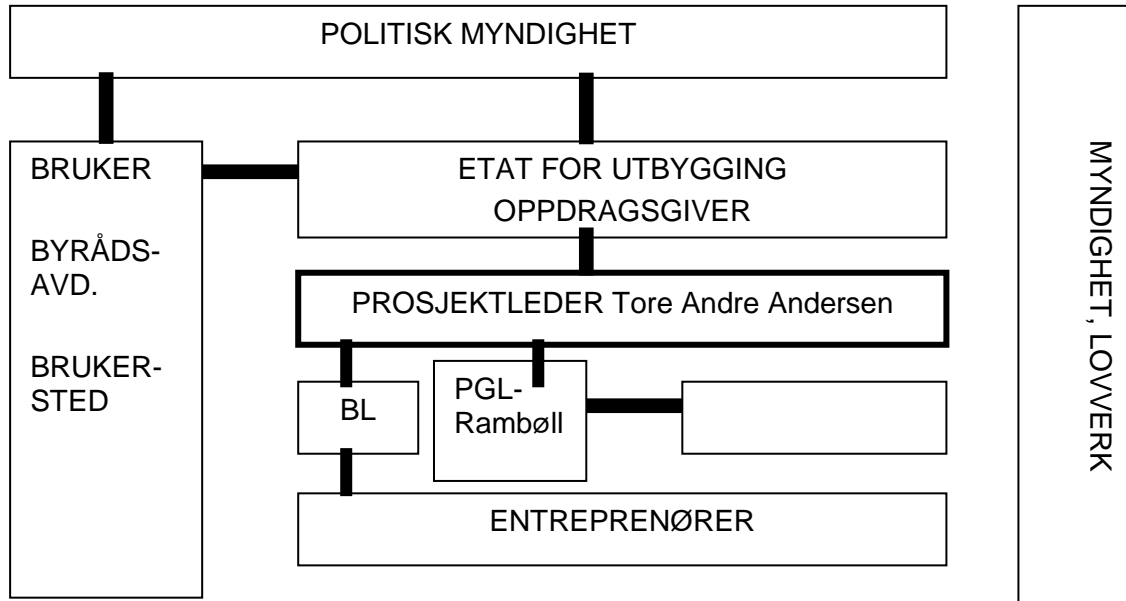 POLITISK MYNDIGHET
BRUKER
BYRÅDS-
AVD.
BRUKER-
STED
ETAT FOR UTBYGGING
OPPDRAGSGIVER
PROSJEKTLEDER Tore Andre Andersen
BL
PGL-
Rambøll
ENTREPRENØRER
MYNDIGHET, LOVVERK